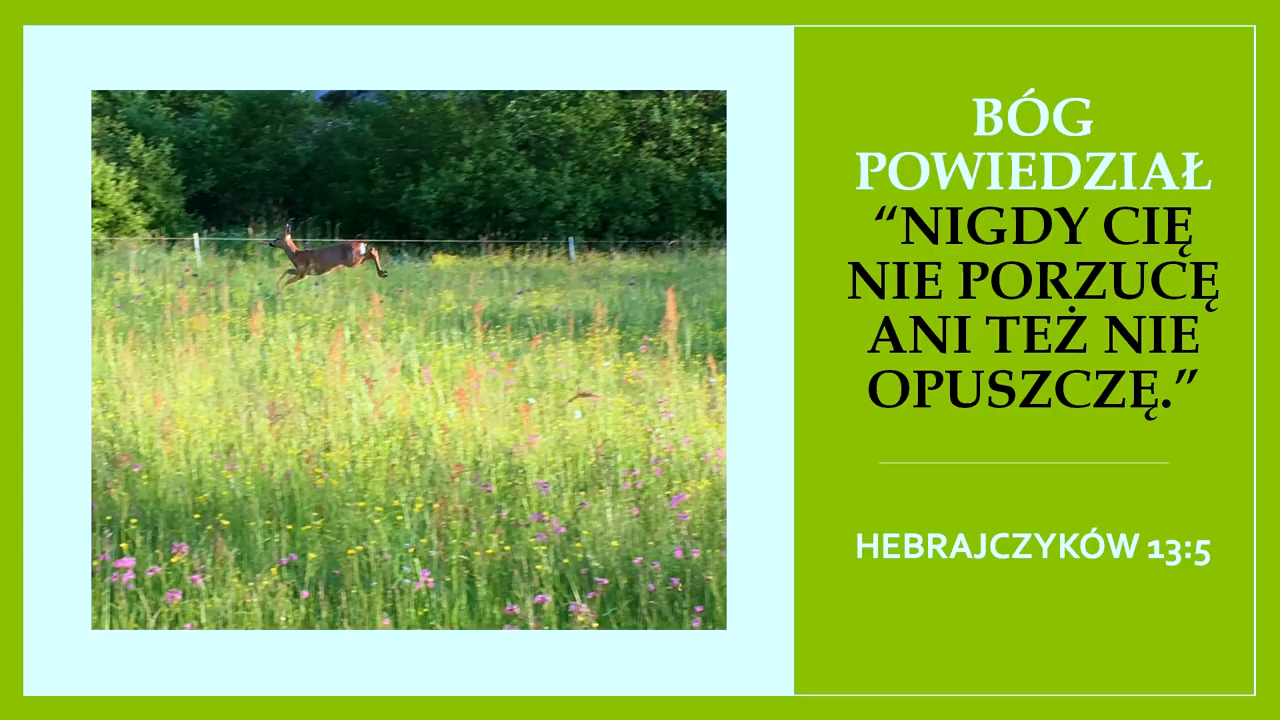 BÓG
POWIEDZIAŁ
“NIGDY CIĘ
NIE PORZUCĘ
ANI TEŻ NIE
OPUSZCZĘ.”
HEBRAJCZYKÓW 13:5